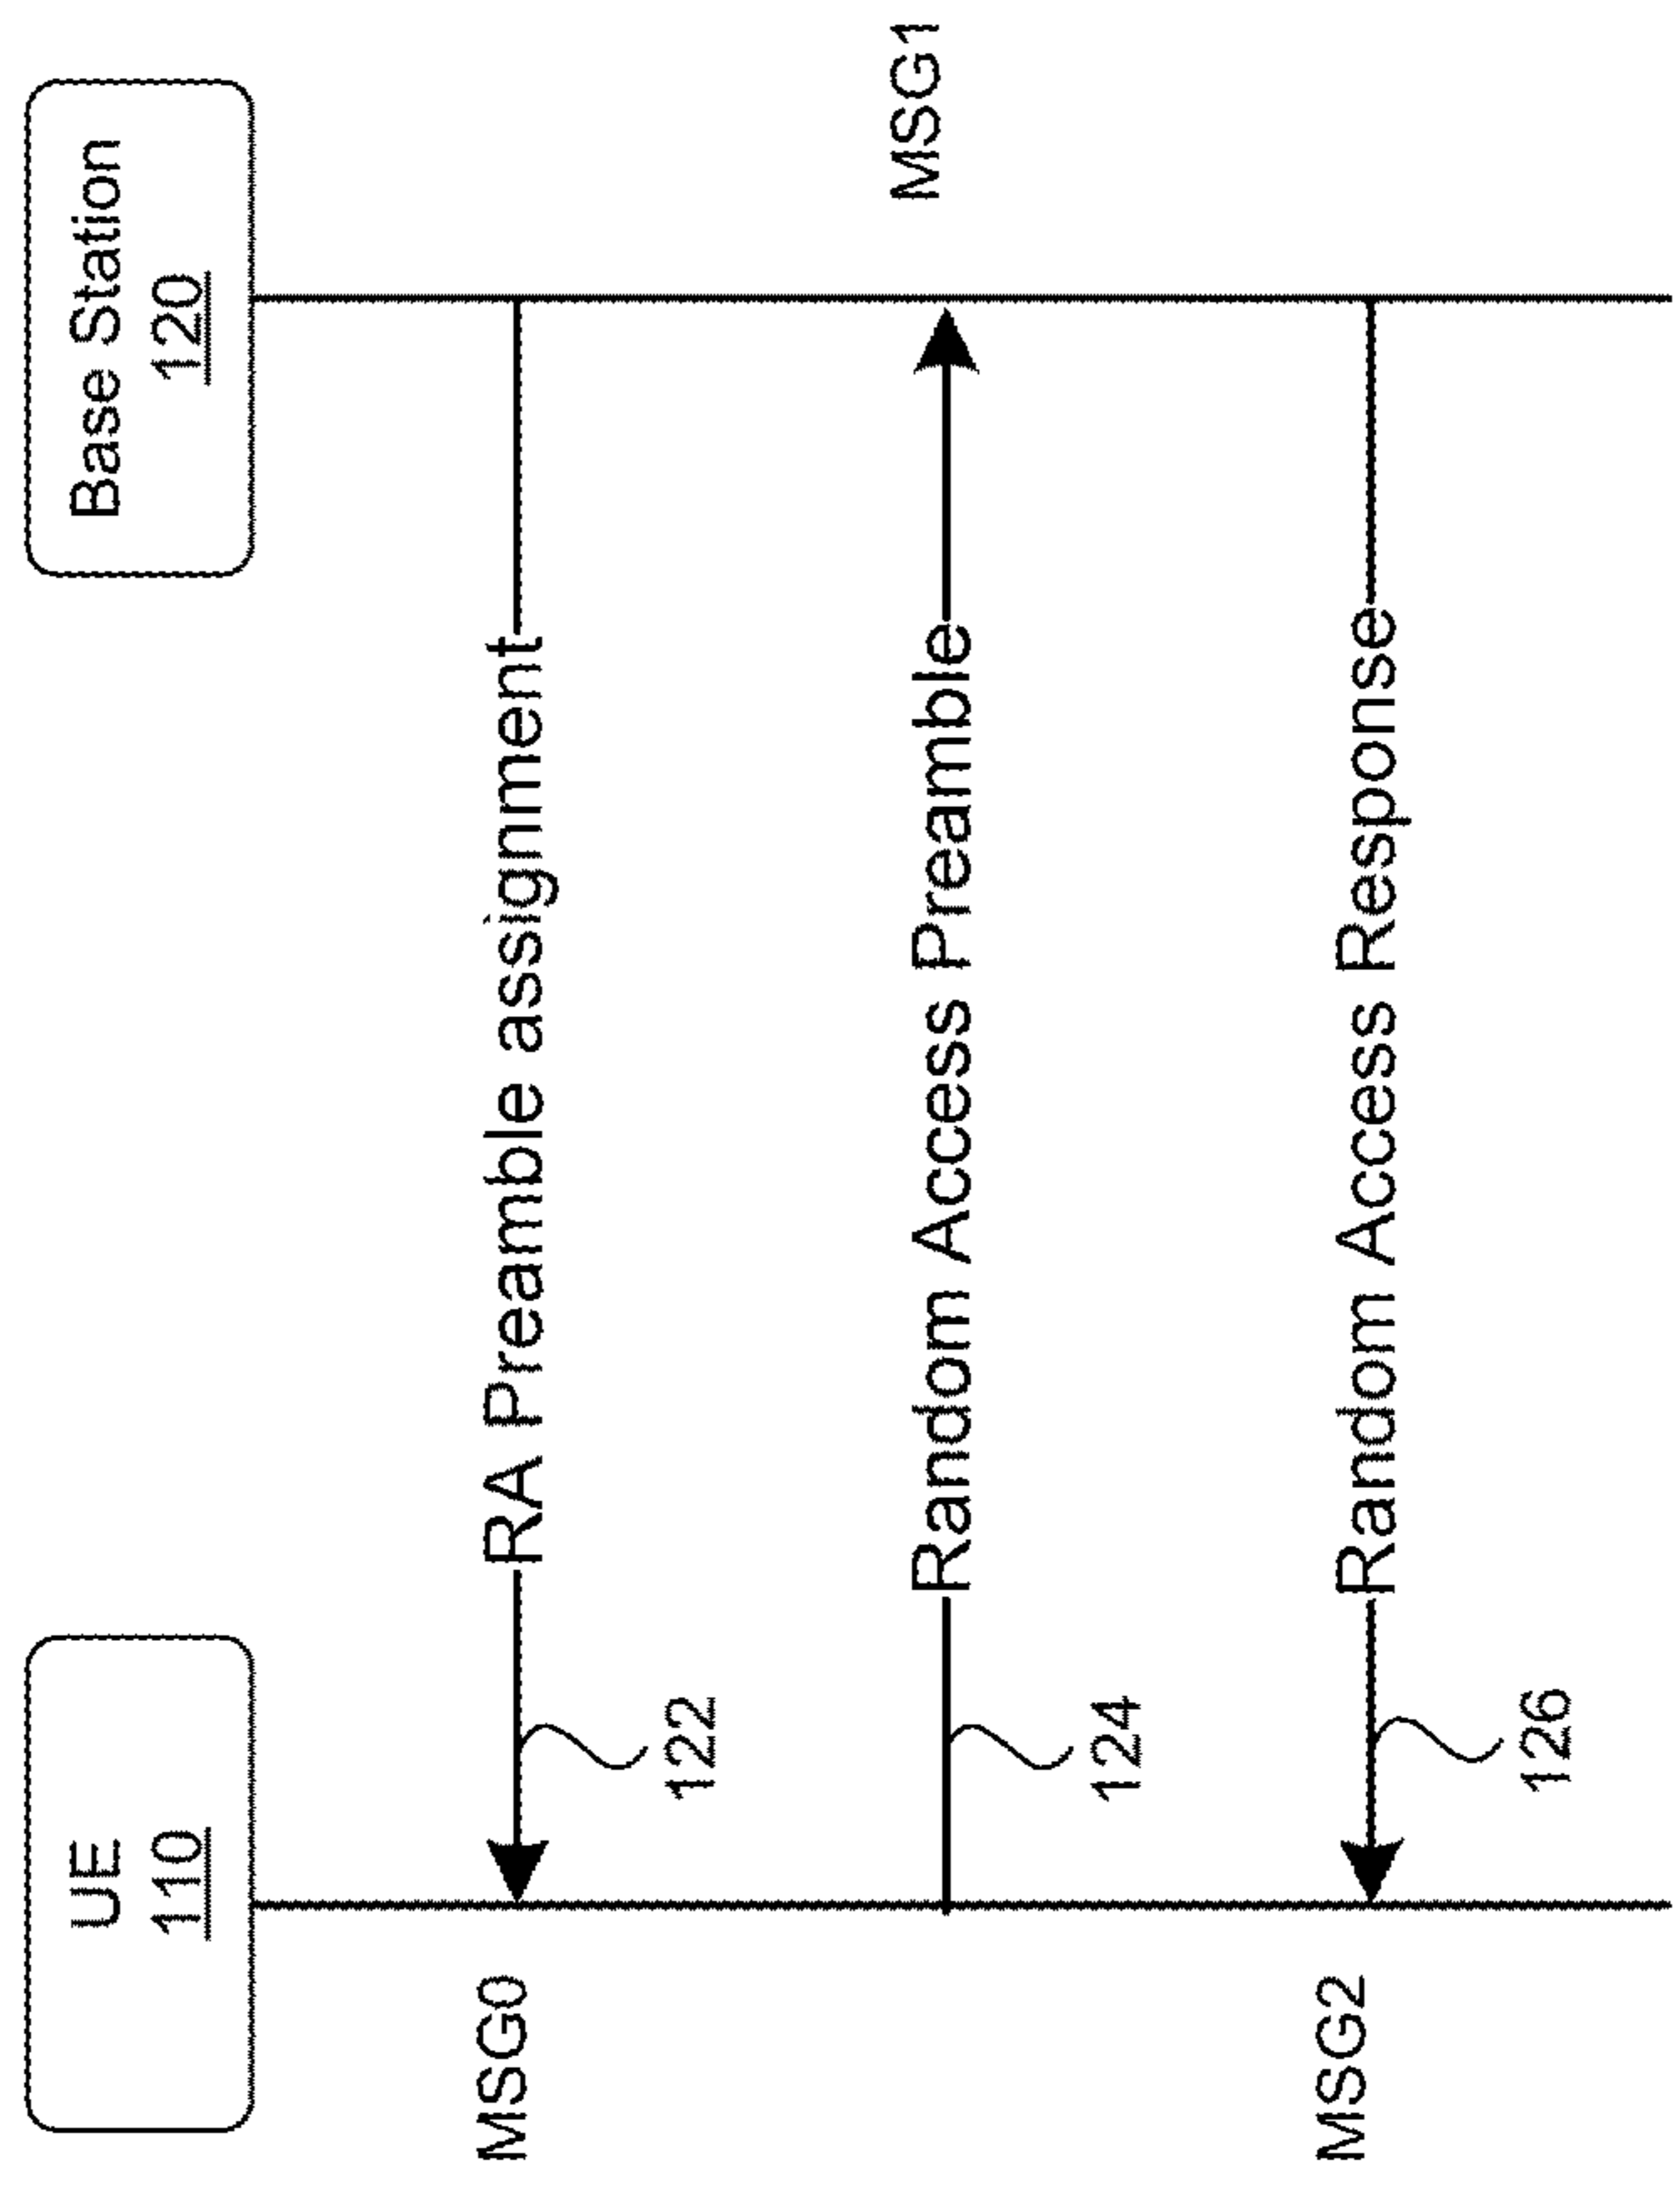 UE
110
Base Station
120
MSG0
RA Preamble assignment
122
Random Access Preamble
MSG1
124
MSG2
Random Access Response
126